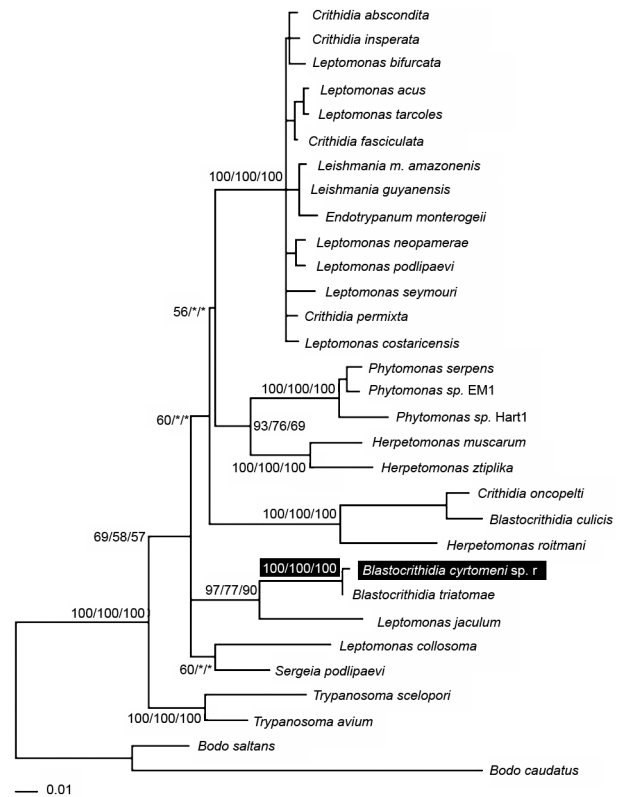 Crithidia abscondita
Crithidia insperata
Leptomonas bifurcata
Leptomonas acus
Leptomonas tarcoles
Crithidia fasciculata
Leishmania m. amazonenis
100/100/100
Leishmania guyanensis
Endotrypanum monterogeii
Leptomonas neopamerae
Leptomonas podlipaevi
Leptomonas seymouri
56/*/*
Crithidia permixta
Leptomonas costaricensis
Phytomonas serpens
100/100/100
Phytomonas sp. EM1
Phytomonas sp. Hart1
60/*/*
93/76/69
Herpetomonas muscarum
100/100/100
Herpetomonas ztiplika
Crithidia oncopelti
100/100/100
Blastocrithidia culicis
69/58/57
Herpetomonas roitmani
100/100/100
Blastocrithidia cyrtomeni sp. r
97/77/90
Blastocrithidia triatomae
100/100/100
Leptomonas jaculum
Leptomonas collosoma
60/*/*
Sergeia podlipaevi
Trypanosoma scelopori
100/100/100
Trypanosoma avium
Bodo saltans
Bodo caudatus
0.01